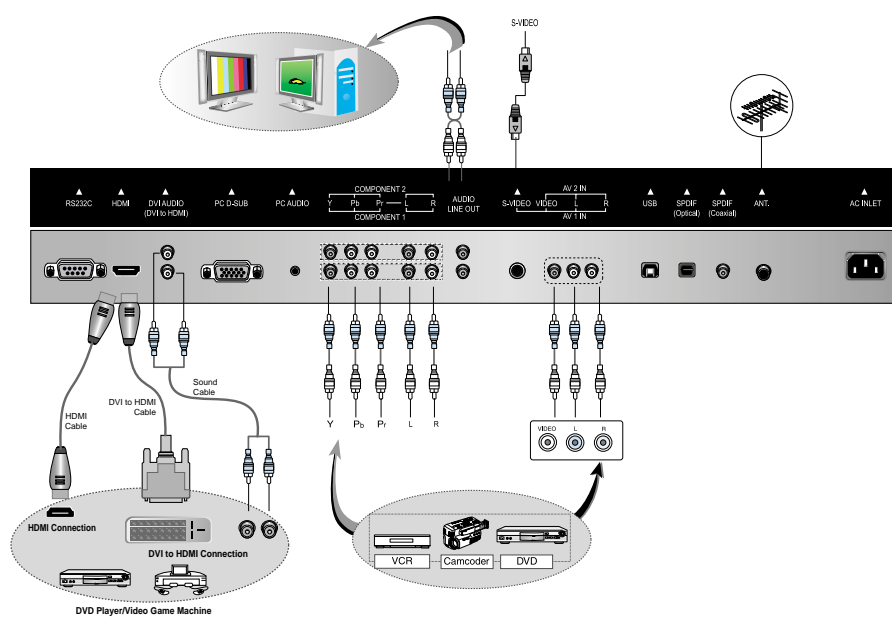 S-VIDEO
RS232C
HDMI
DVI AUDIO
(DVI to HDMI)
PC D-SUB
PC AUDIO
COMPONENT 2
Y Pb Pr L R
COMPONENT 1
AUDIO
LINE OUT
S-VIDEO
AV 2 IN
VIDEO L R
AV 1 IN
USB
SPDIF
(Optical)
SPDIF
(Coaxial)
ANT.
AC INLET
Sound
Cable
DVI to HDMI
Cable
HDMI
Cable
Y Pb Pr L R
VIDEO L R
HDMI Connection
DVI to HDMI Connection
VCR
Camcoder
DVD
DVD Player/Video Game Machine